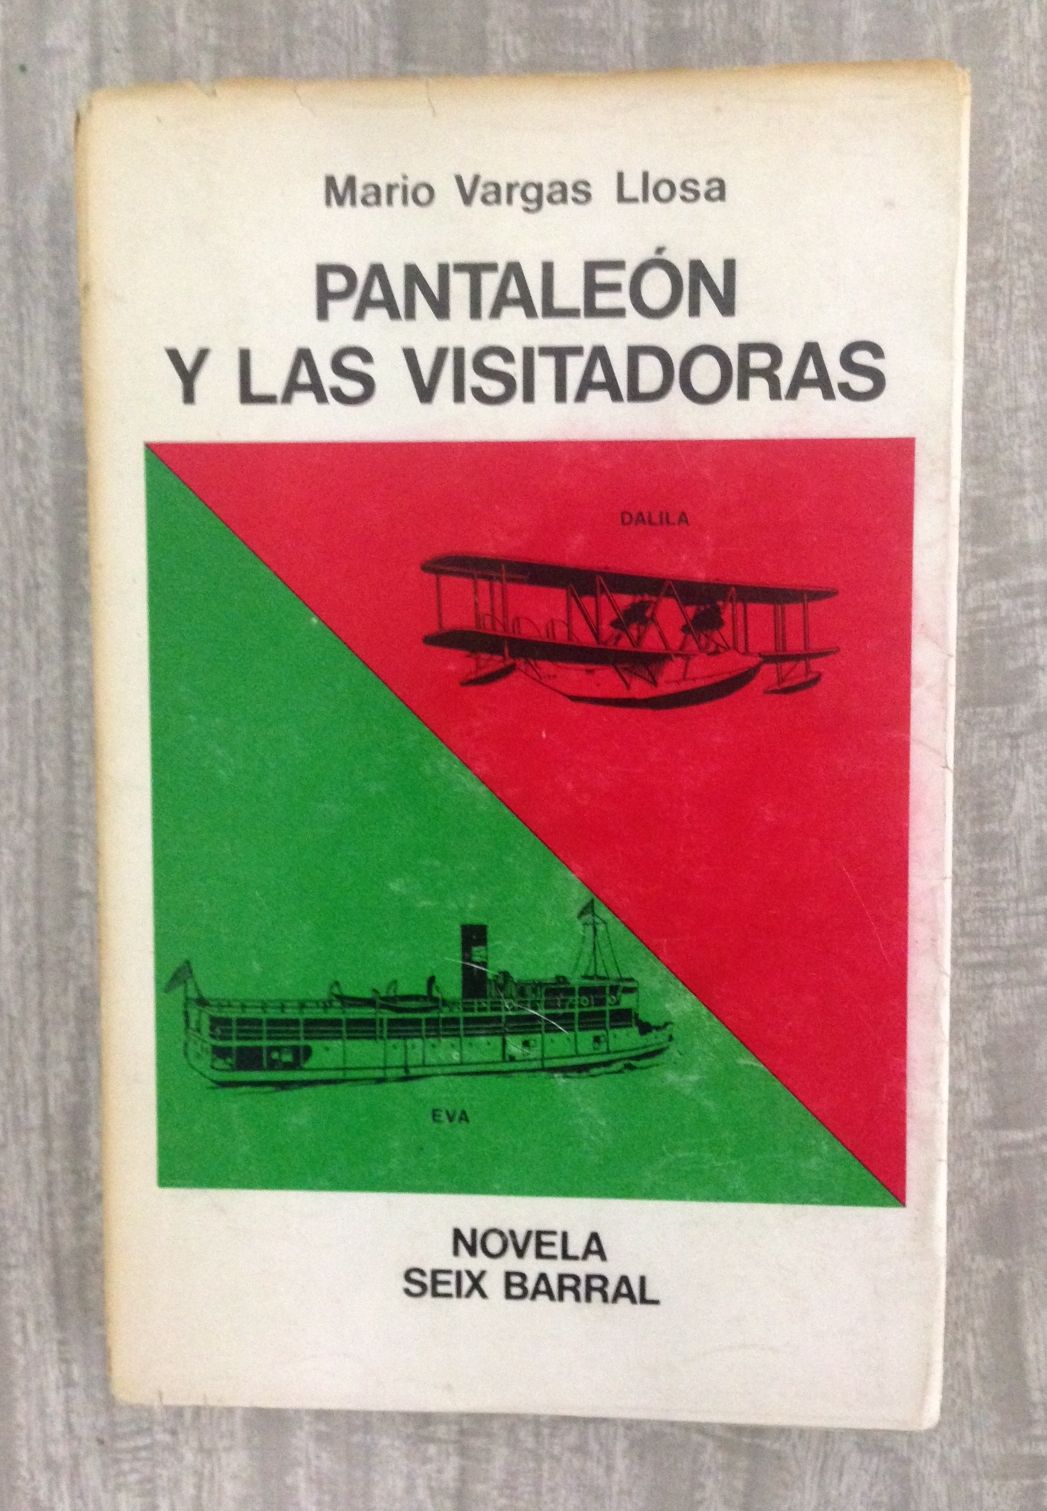 Mario Vargas Llosa
PANTALEÓN
Y LAS VISITADORAS
DALILA
EVA
NOVELA
SEIX BARRAL